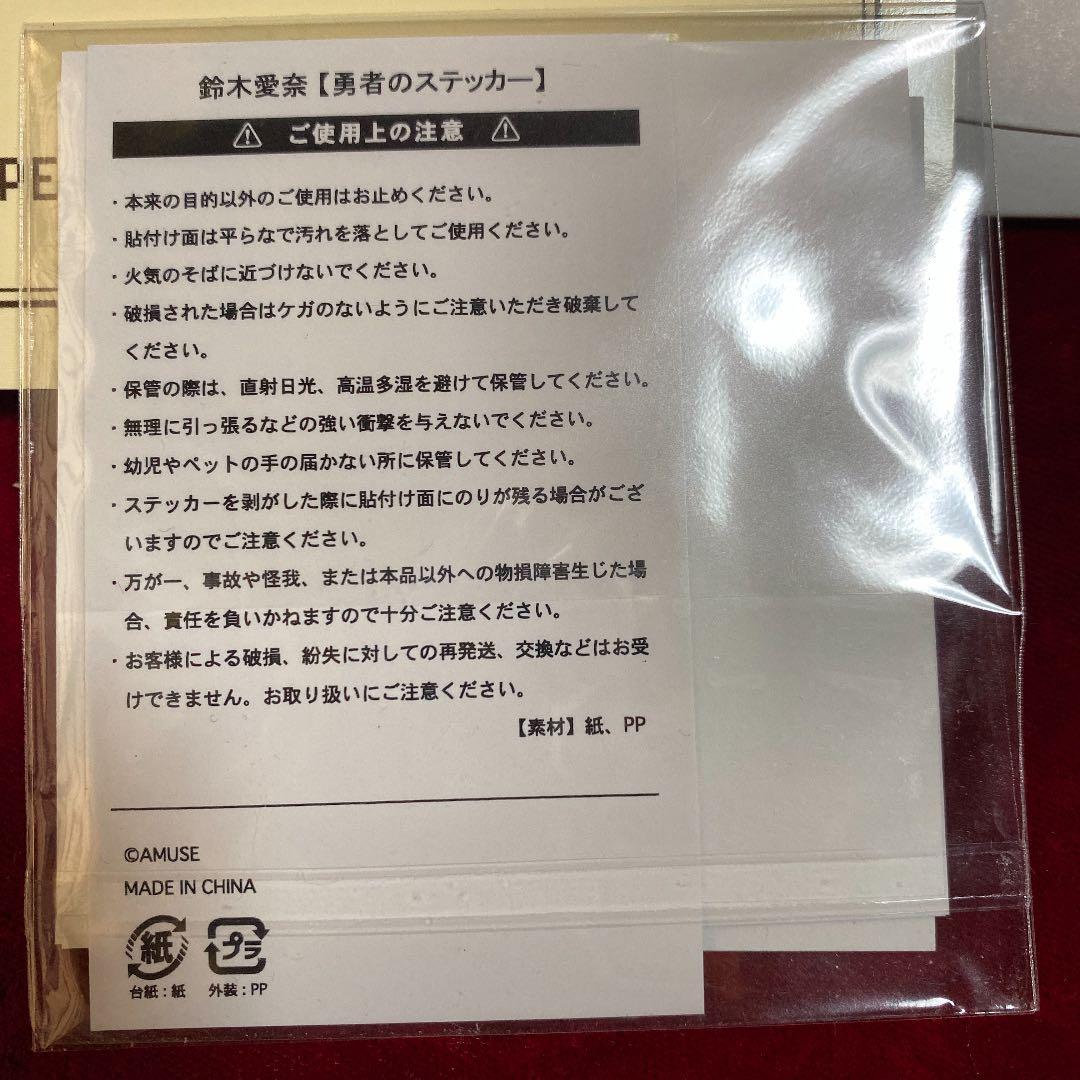 鈴木愛奈【勇者のステッカー】
⚠ ご使用上の注意 ⚠
PE
・本来の目的以外のご使用はお止めください。
・貼付け面は平らなで汚れを落としてご使用ください。
・火気のそばに近づけないでください。
・破損された場合はケガのないようにご注意いただき破棄して
ください。
・保管の際は、直射日光、高温多湿を避けて保管してください。
・無理に引っ張るなどの強い衝撃を与えないでください。
・幼児やペットの手の届かない所に保管してください。
・ステッカーを剥がした際に貼付け面にのりが残る場合がござ
いますのでご注意ください。
・万が一、事故や怪我、または本品以外への物損障害生じた場
合、責任を負いかねますので十分ご注意ください。
・お客様による破損、紛失に対しての再発送、交換などはお受
けできません。お取り扱いにご注意ください。
【素材】紙、PP
©AMUSE
MADE IN CHINA
紙 プラ
台紙：紙 外装：PP